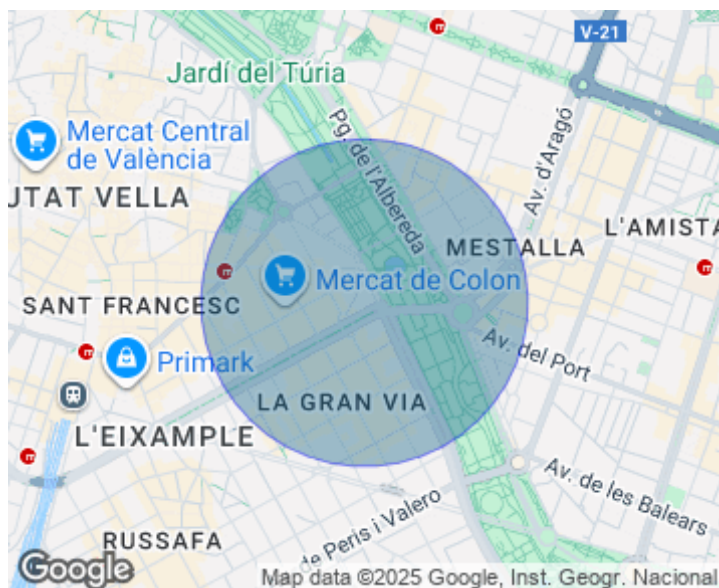 V-21
Jardí del Túria
Mercat Central
de València
Pg. de l'Albereda
Av. d'Aragó
UTAT VELLA
L'AMISTA
MESTALLA
Mercat de Colon
SANT FRANCESC
Av. del Port
Primark
LA GRAN VIA
L'EIXAMPLE
Av. de les Balears
de Peris i Valero
RUSSAFA
Google
Map data ©2025 Google, Inst. Geogr. Nacional